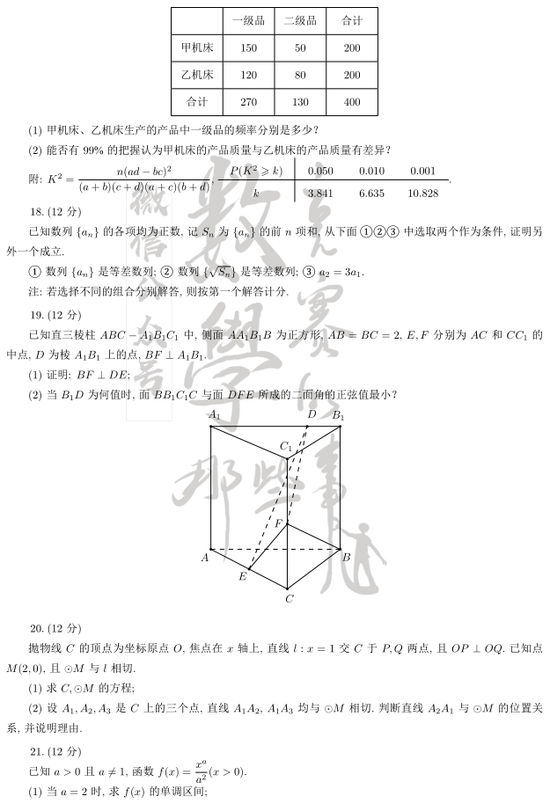 一级品 二级品 合计
甲机床 150 50 200
乙机床 120 80 200
合计 270 130 400
(1) 甲机床、乙机床生产的产品中一级品的频率分别是多少?
(2) 能否有 99% 的把握认为甲机床的产品质量与乙机床的产品质量有差异?
附: K² = n(ad − bc)² / (a + b)(c + d)(a + c)(b + d), P(K² ⩾ k) 0.050 0.010 0.001
k 3.841 6.635 10.828 .
18. (12 分)
已知数列 {aₙ} 的各项均为正数, 记 Sₙ 为 {aₙ} 的前 n 项和, 从下面 ①②③ 中选取两个作为条件, 证明另
外一个成立.
① 数列 {aₙ} 是等差数列; ② 数列 {√Sₙ} 是等差数列; ③ a₂ = 3a₁.
注: 若选择不同的组合分别解答, 则按第一个解答计分.
19. (12 分)
已知直三棱柱 ABC − A₁B₁C₁ 中, 侧面 AA₁B₁B 为正方形, AB = BC = 2, E, F 分别为 AC 和 CC₁ 的
中点, D 为棱 A₁B₁ 上的点, BF ⊥ A₁B₁.
(1) 证明: BF ⊥ DE;
(2) 当 B₁D 为何值时, 面 BB₁C₁C 与面 DFE 所成的二面角的正弦值最小?
A₁ D B₁
C₁
F
A B
E
C
20. (12 分)
抛物线 C 的顶点为坐标原点 O, 焦点在 x 轴上, 直线 l : x = 1 交 C 于 P, Q 两点, 且 OP ⊥ OQ. 已知点
M(2, 0), 且 ⊙M 与 l 相切.
(1) 求 C, ⊙M 的方程;
(2) 设 A₁, A₂, A₃ 是 C 上的三个点, 直线 A₁A₂, A₁A₃ 均与 ⊙M 相切. 判断直线 A₂A₁ 与 ⊙M 的位置关
系, 并说明理由.
21. (12 分)
已知 a > 0 且 a ≠ 1, 函数 f(x) = xᵃ / a² (x > 0).
(1) 当 a = 2 时, 求 f(x) 的单调区间;